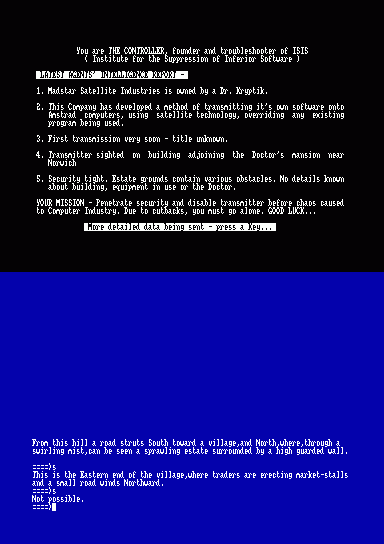 You are THE CONTROLLER, founder and troubleshooter of ISIS
( Institute for the Suppression of Inferior Software )
LATEST AGENTS' INTELLIGENCE REPORT -
1. Madstar Satellite Industries is owned by a Dr. Kryptik.
2. This Company has developed a method of transmitting it's own software onto
Amstrad computers, using satellite technology, overriding any existing
program being used.
3. First transmission very soon - title unknown.
4. Transmitter sighted on building adjoining the Doctor's mansion near
Norwich
5. Security tight. Estate grounds contain various obstacles. No details known
about building, equipment in use or the Doctor.
YOUR MISSION - Penetrate security and disable transmitter before chaos caused
to Computer Industry. Due to cutbacks, you must go alone. GOOD LUCK...
More detailed data being sent - press a Key...
From this hill a road struts South toward a village,and North,where,through a
swirling mist,can be seen a sprawling estate surrounded by a high guarded wall.
====)s
This is the Eastern end of the village,where traders are erecting market-stalls
and a small road winds Northward.
====)s
Not possible.
====)